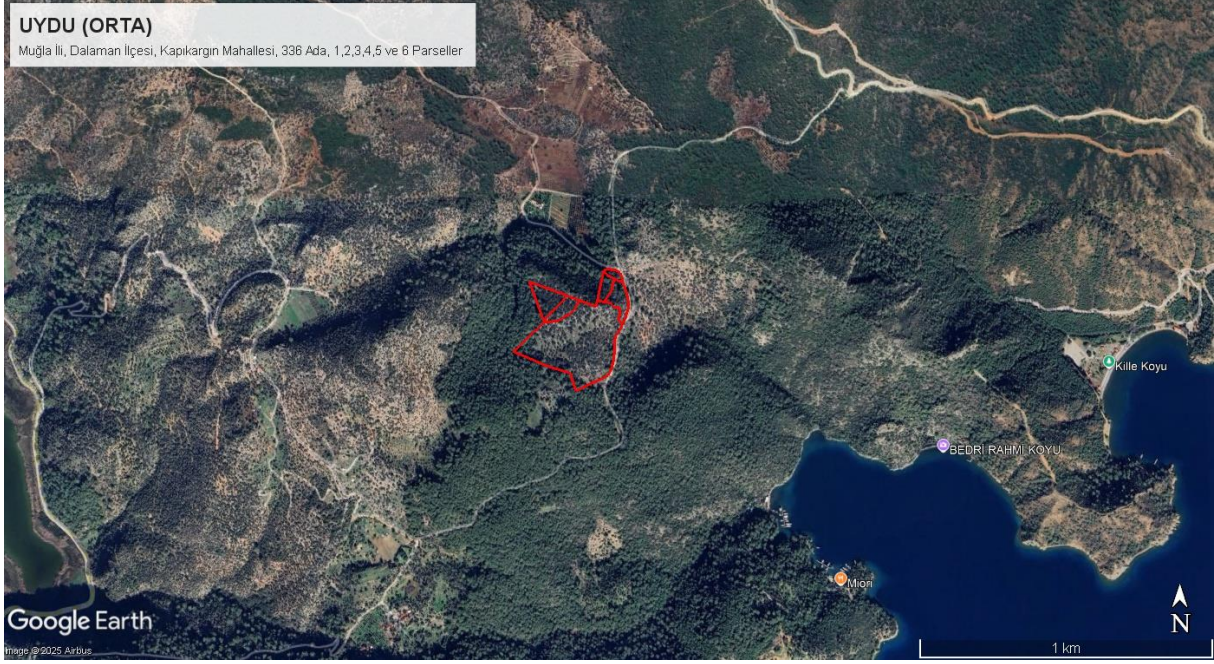 UYDU (ORTA)
Muğla İli, Dalaman İlçesi, Kapıkargın Mahallesi, 336 Ada, 1,2,3,4,5 ve 6 Parseller
Kille Koyu
BEDRİ RAHMİ KOYU
Miori
Google Earth
Image © 2025 Airbus
N
1 km